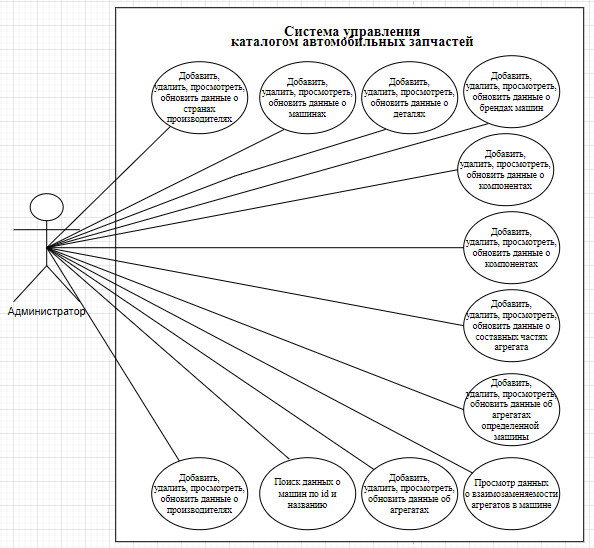 Система управления
каталогом автомобильных запчастей
Добавить,
удалить, просмотреть,
обновить данные о
странах
производителях
Добавить,
удалить, просмотреть,
обновить данные о
машинах
Добавить,
удалить, просмотреть,
обновить данные о
деталях
Добавить,
удалить, просмотреть,
обновить данные о
брендах машин
Добавить,
удалить, просмотреть,
обновить данные о
компонентах
Добавить,
удалить, просмотреть,
обновить данные о
компонентах
Администратор
Добавить,
удалить, просмотреть,
обновить данные о
составных частях
агрегата
Добавить,
удалить, просмотреть,
обновить данные об
агрегатах
определенной
машины
Добавить,
удалить, просмотреть,
обновить данные о
производителях
Поиск данных о
машин по id и
названию
Добавить,
удалить, просмотреть,
обновить данные об
агрегатах
Просмотр данных
о взаимозаменяемости
агрегатов в машине